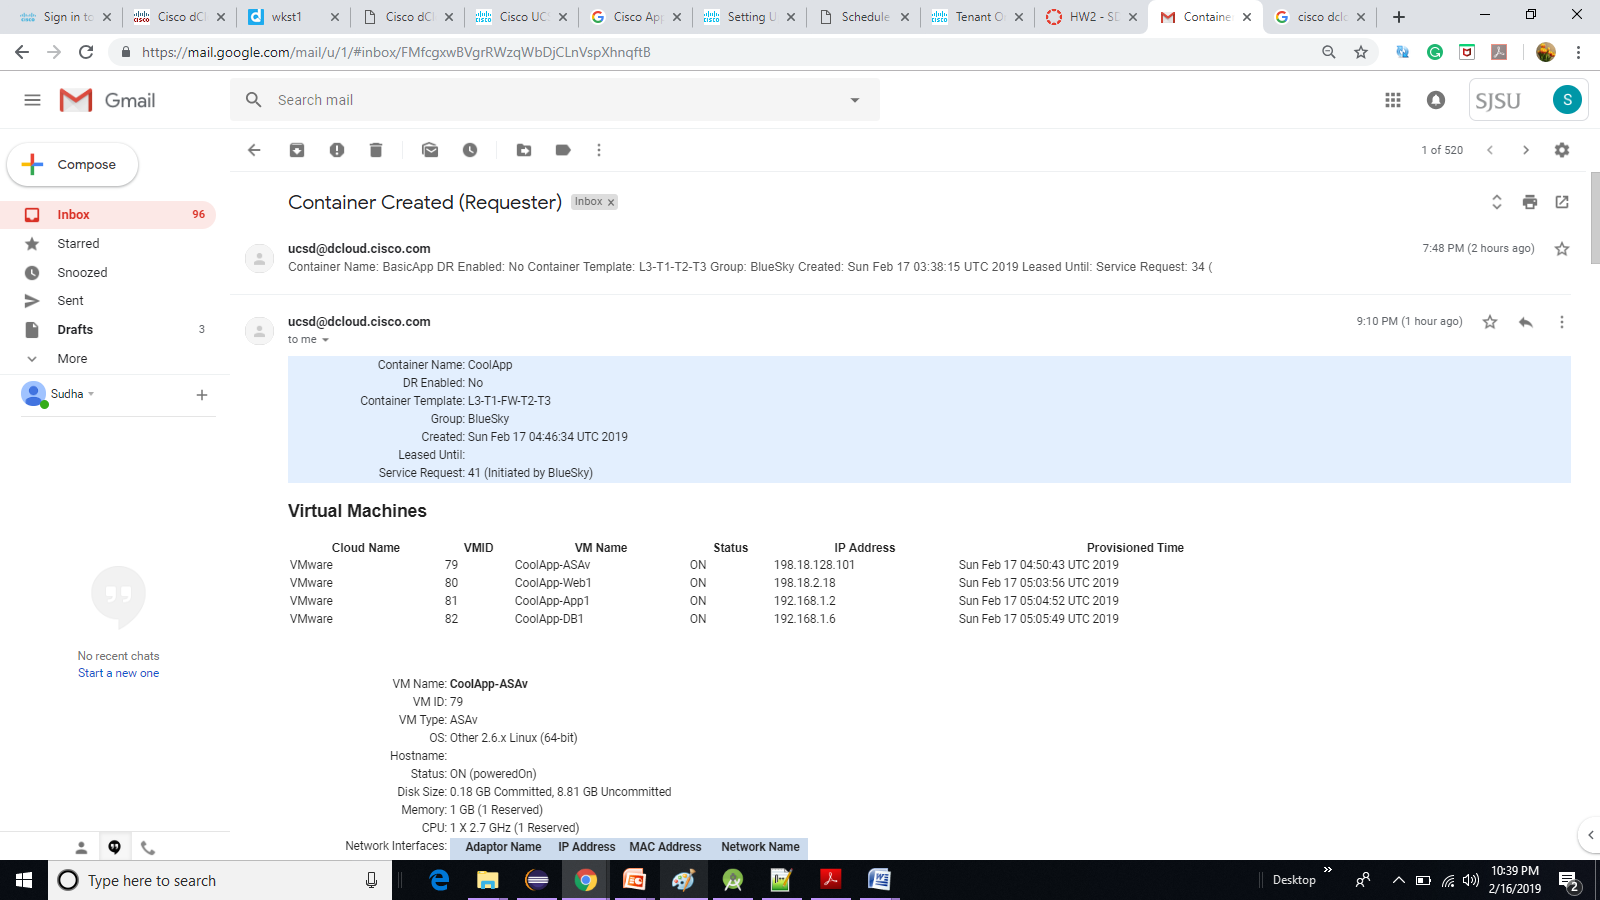 Sign in to
Cisco dCl
wkst1
Cisco dCl
Cisco UCS
Cisco App
Setting U
Schedule
Tenant O
HW2 - SD
Container
cisco dclo
https://mail.google.com/mail/u/1/#inbox/FMfcgxwBVgrRWzqWbDjCLnVspXhnqftB
Gmail
Search mail
SJSU
S
Compose
1 of 520
Inbox 96
Starred
Snoozed
Sent
Drafts 3
More
Sudha
No recent chats
Start a new one
Container Created (Requester) Inbox x
ucsd@dcloud.cisco.com 7:48 PM (2 hours ago)
Container Name: BasicApp DR Enabled: No Container Template: L3-T1-T2-T3 Group: BlueSky Created: Sun Feb 17 03:38:15 UTC 2019 Leased Until: Service Request: 34 (
ucsd@dcloud.cisco.com 9:10 PM (1 hour ago)
to me
Container Name: CoolApp
DR Enabled: No
Container Template: L3-T1-FW-T2-T3
Group: BlueSky
Created: Sun Feb 17 04:46:34 UTC 2019
Leased Until:
Service Request: 41 (Initiated by BlueSky)
Virtual Machines
Cloud Name VMID VM Name Status IP Address Provisioned Time
VMware 79 CoolApp-ASAv ON 198.18.128.101 Sun Feb 17 04:50:43 UTC 2019
VMware 80 CoolApp-Web1 ON 198.18.2.18 Sun Feb 17 05:03:56 UTC 2019
VMware 81 CoolApp-App1 ON 192.168.1.2 Sun Feb 17 05:04:52 UTC 2019
VMware 82 CoolApp-DB1 ON 192.168.1.6 Sun Feb 17 05:05:49 UTC 2019
VM Name: CoolApp-ASAv
VM ID: 79
VM Type: ASAv
OS: Other 2.6.x Linux (64-bit)
Hostname:
Status: ON (poweredOn)
Disk Size: 0.18 GB Committed, 8.81 GB Uncommitted
Memory: 1 GB (1 Reserved)
CPU: 1 X 2.7 GHz (1 Reserved)
Network Interfaces: Adaptor Name IP Address MAC Address Network Name
Type here to search
Desktop
10:39 PM
2/16/2019
2